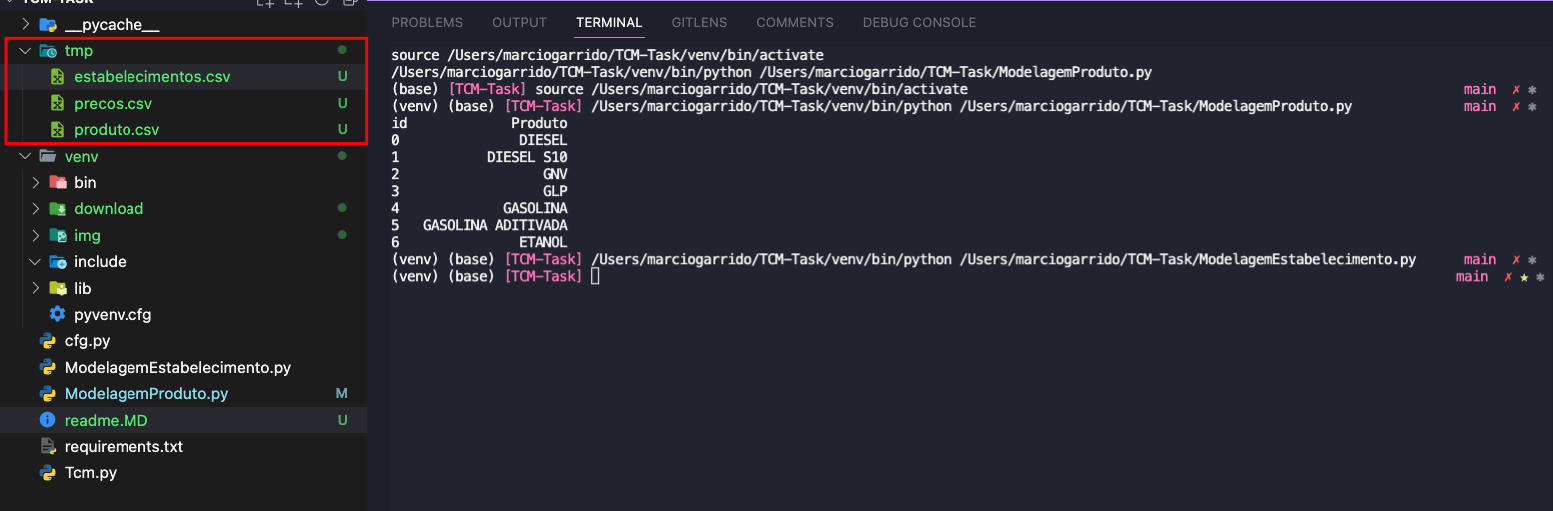 TCM-TASK
__pycache__
tmp
estabelecimentos.csv U
precos.csv U
produto.csv U
venv
bin
download
img
include
lib
pyvenv.cfg
cfg.py
ModelagemEstabelecimento.py
ModelagemProduto.py M
readme.MD U
requirements.txt
Tcm.py
PROBLEMS OUTPUT TERMINAL GITLENS COMMENTS DEBUG CONSOLE
source /Users/marciogarrido/TCM-Task/venv/bin/activate
/Users/marciogarrido/TCM-Task/venv/bin/python /Users/marciogarrido/TCM-Task/ModelagemProduto.py
(base) [TCM-Task] source /Users/marciogarrido/TCM-Task/venv/bin/activate main ✗ ✱
(venv) (base) [TCM-Task] /Users/marciogarrido/TCM-Task/venv/bin/python /Users/marciogarrido/TCM-Task/ModelagemProduto.py main ✗ ✱
id Produto
0 DIESEL
1 DIESEL S10
2 GNV
3 GLP
4 GASOLINA
5 GASOLINA ADITIVADA
6 ETANOL
(venv) (base) [TCM-Task] /Users/marciogarrido/TCM-Task/venv/bin/python /Users/marciogarrido/TCM-Task/ModelagemEstabelecimento.py main ✗ ✱
(venv) (base) [TCM-Task] main ✗ ★ ✱